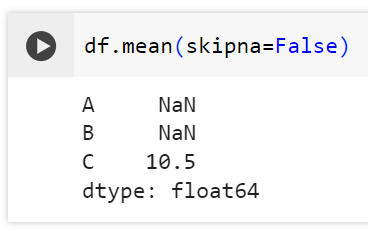 df.mean(skipna=False)
A NaN
B NaN
C 10.5
dtype: float64